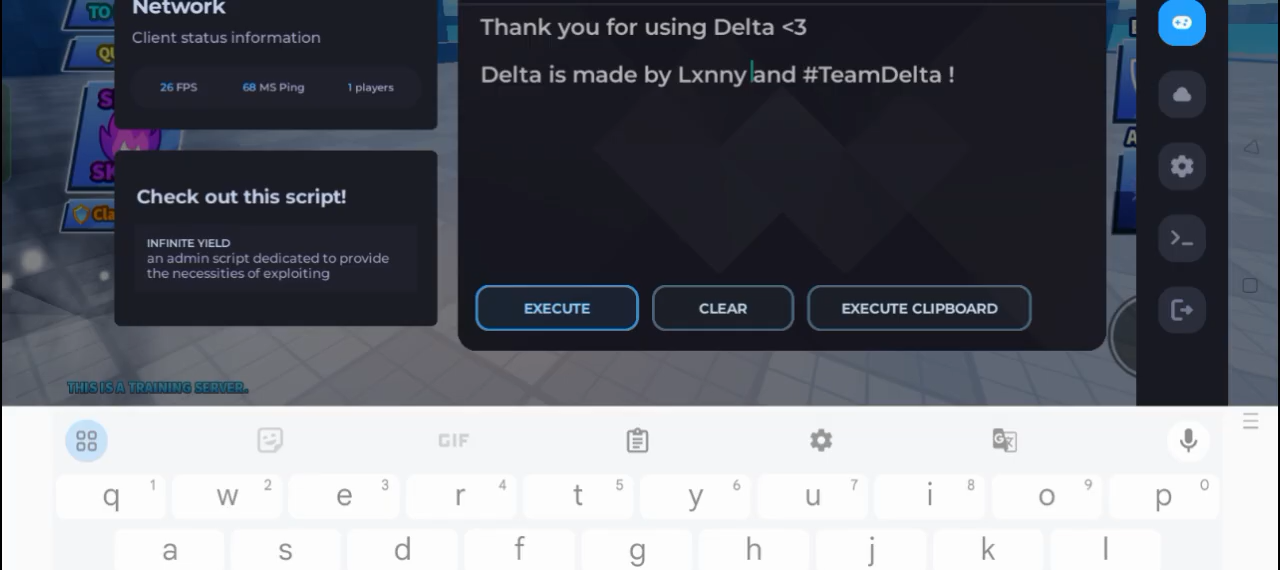 Network
Client status information
26 FPS 68 MS Ping 1 players
Check out this script!
INFINITE YIELD
an admin script dedicated to provide
the necessities of exploiting
Thank you for using Delta <3
Delta is made by Lxnny and #TeamDelta !
EXECUTE CLEAR EXECUTE CLIPBOARD
THIS IS A TRAINING SERVER.
GIF
q 1 w 2 e 3 r 4 t 5 y 6 u 7 i 8 o 9 p 0
a s d f g h j k l